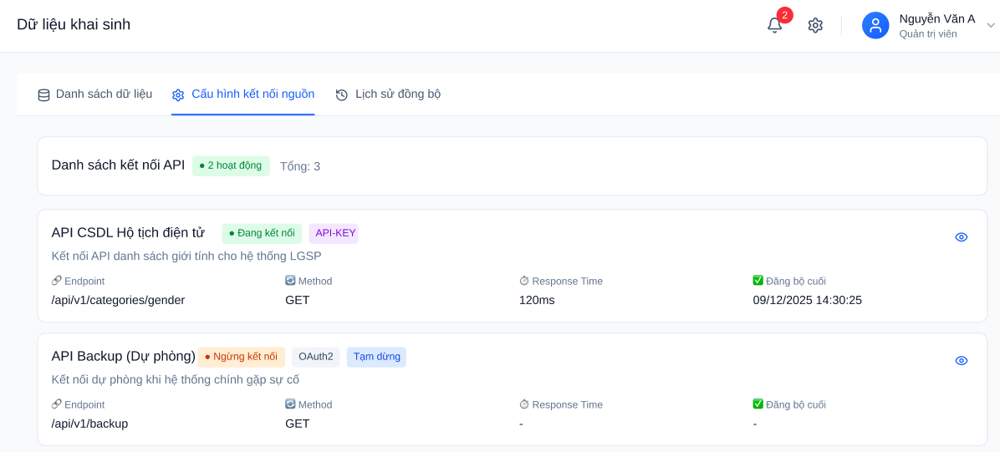 Dữ liệu khai sinh
2
Nguyễn Văn A
Quản trị viên
Danh sách dữ liệu
Cấu hình kết nối nguồn
Lịch sử đồng bộ
Danh sách kết nối API
● 2 hoạt động
Tổng: 3
API CSDL Hộ tịch điện tử
● Đang kết nối
API-KEY
Kết nối API danh sách giới tính cho hệ thống LGSP
Endpoint
Method
Response Time
Đăng bộ cuối
/api/v1/categories/gender
GET
120ms
09/12/2025 14:30:25
API Backup (Dự phòng)
● Ngừng kết nối
OAuth2
Tạm dừng
Kết nối dự phòng khi hệ thống chính gặp sự cố
Endpoint
Method
Response Time
Đăng bộ cuối
/api/v1/backup
GET
-
-